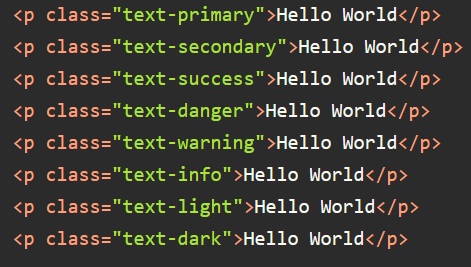 <p class="text-primary">Hello World</p>
<p class="text-secondary">Hello World</p>
<p class="text-success">Hello World</p>
<p class="text-danger">Hello World</p>
<p class="text-warning">Hello World</p>
<p class="text-info">Hello World</p>
<p class="text-light">Hello World</p>
<p class="text-dark">Hello World</p>